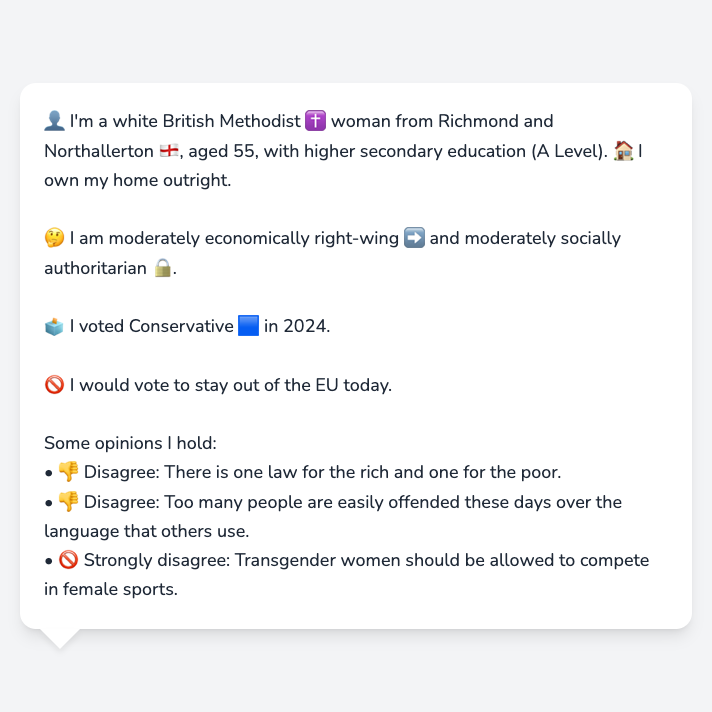 👤 I'm a white British Methodist ✝️ woman from Richmond and
Northallerton 🏴󠁧󠁢󠁥󠁮󠁧󠁿, aged 55, with higher secondary education (A Level). 🏠 I
own my home outright.
🤔 I am moderately economically right-wing ➡️ and moderately socially
authoritarian 🔒.
🗳️ I voted Conservative 🟦 in 2024.
🚫 I would vote to stay out of the EU today.
Some opinions I hold:
• 👎 Disagree: There is one law for the rich and one for the poor.
• 👎 Disagree: Too many people are easily offended these days over the
language that others use.
• 🚫 Strongly disagree: Transgender women should be allowed to compete
in female sports.